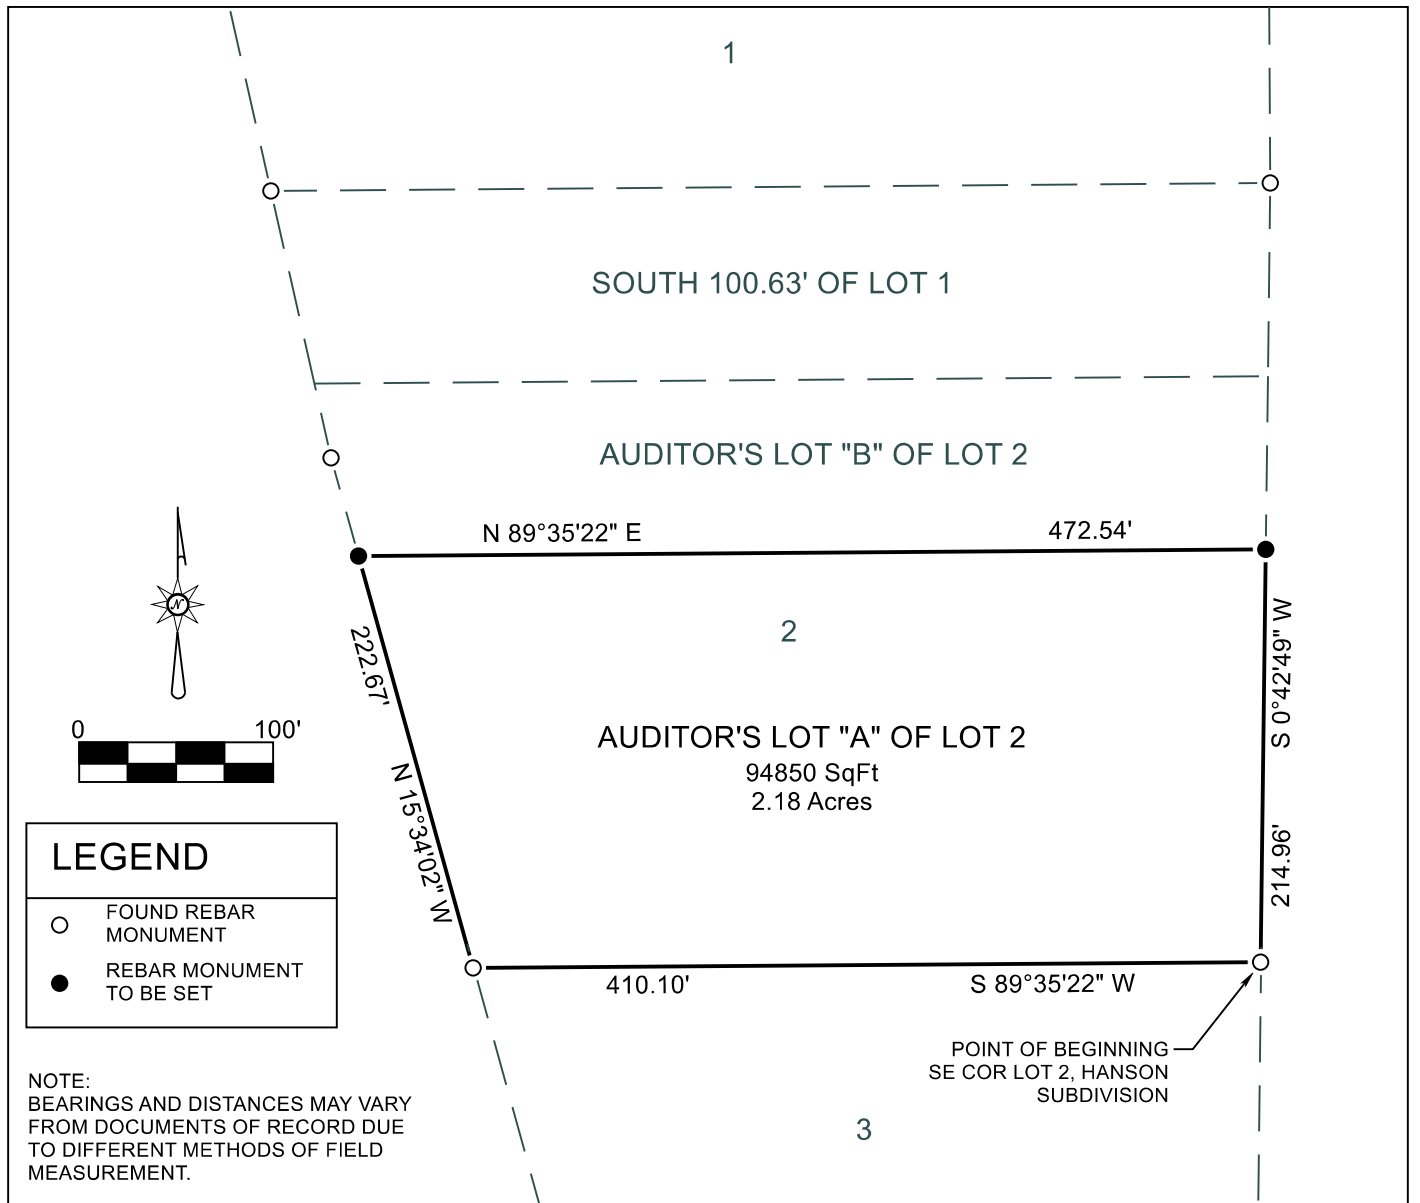 1
SOUTH 100.63' OF LOT 1
AUDITOR'S LOT "B" OF LOT 2
N 89°35'22" E
472.54'
2
222.67'
N 15°34'02" W
S 0°42'49" W
214.96'
AUDITOR'S LOT "A" OF LOT 2
94850 SqFt
2.18 Acres
410.10'
S 89°35'22" W
POINT OF BEGINNING
SE COR LOT 2, HANSON
SUBDIVISION
3
N
0
100'
LEGEND
FOUND REBAR
MONUMENT
REBAR MONUMENT
TO BE SET
NOTE:
BEARINGS AND DISTANCES MAY VARY
FROM DOCUMENTS OF RECORD DUE
TO DIFFERENT METHODS OF FIELD
MEASUREMENT.